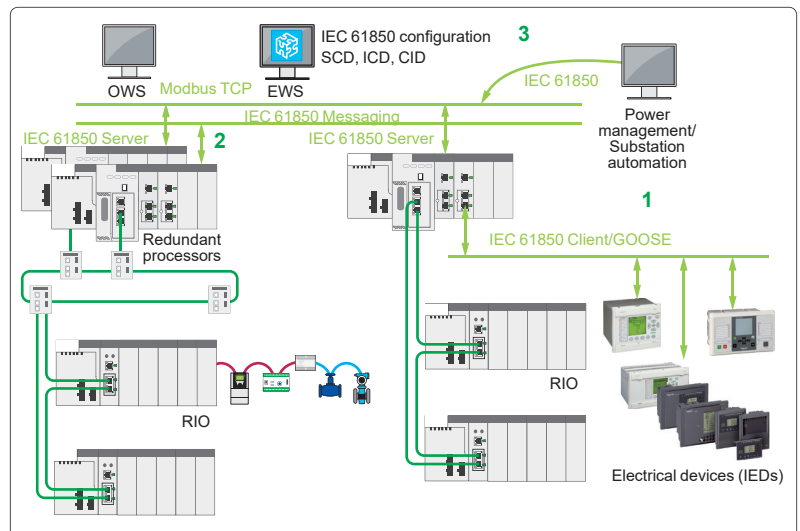 IEC 61850 configuration
SCD, ICD, CID
3
OWS
EWS
Modbus TCP
IEC 61850
IEC 61850 Messaging
Power
management/
Substation
automation
IEC 61850 Server
2
IEC 61850 Server
1
Redundant
processors
IEC 61850 Client/GOOSE
RIO
RIO
Electrical devices (IEDs)